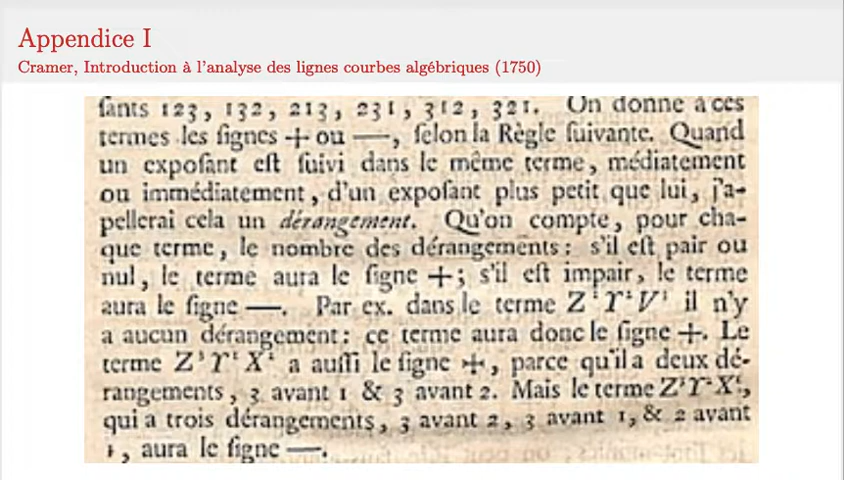 Appendice I
Cramer, Introduction à l'analyse des lignes courbes algébriques (1750)
ſants 123, 132, 213, 231, 312, 321. On donne à ces
termes les ſignes + ou —, ſelon la Règle ſuivante. Quand
un expoſant eſt ſuivi dans le même terme, médiatement
ou immédiatement, d'un expoſant plus petit que lui, j'a-
pellerai cela un dérangement. Qu'on compte, pour cha-
que terme, le nombre des dérangements: s'il eſt pair ou
nul, le terme aura le ſigne +; s'il eſt impair, le terme
aura le ſigne —. Par ex. dans le terme Z¹Y²V³ il n'y
a aucun dérangement: ce terme aura donc le ſigne +. Le
terme Z³Y¹X² a auſſi le ſigne +, parce qu'il a deux dé-
rangements, 3 avant 1 & 3 avant 2. Mais le terme Z³Y²X¹,
qui a trois dérangements, 3 avant 2, 3 avant 1, & 2 avant
1, aura le ſigne —.